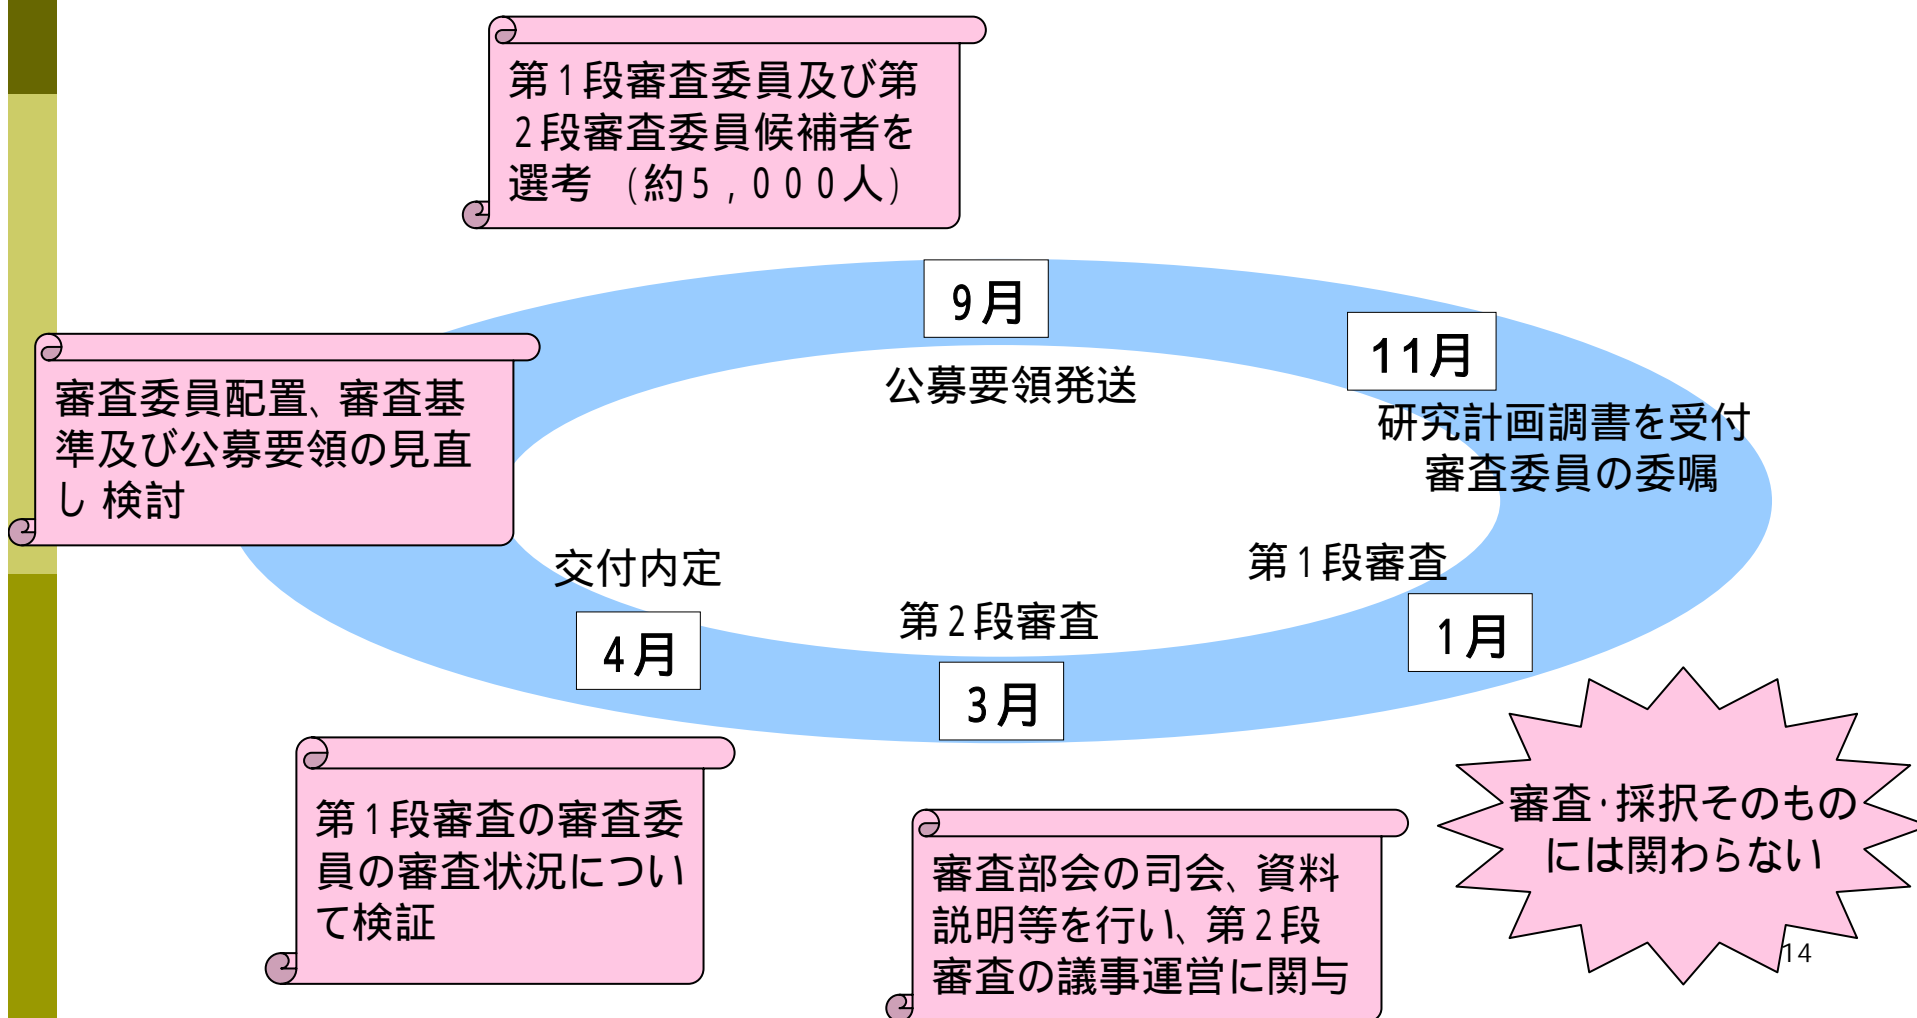 第1段審査委員及び第
2段審査委員候補者を
選考 (約5,000人)
9月
公募要領発送
11月
研究計画調書を受付
審査委員の委嘱
審査委員配置、審査基
準及び公募要領の見直
し 検討
第1段審査
1月
交付内定
4月
第2段審査
3月
第1段審査の審査委
員の審査状況につい
て検証
審査部会の司会、資料
説明等を行い、第2段
審査の議事運営に関与
審査・採択そのもの
には関わらない
14